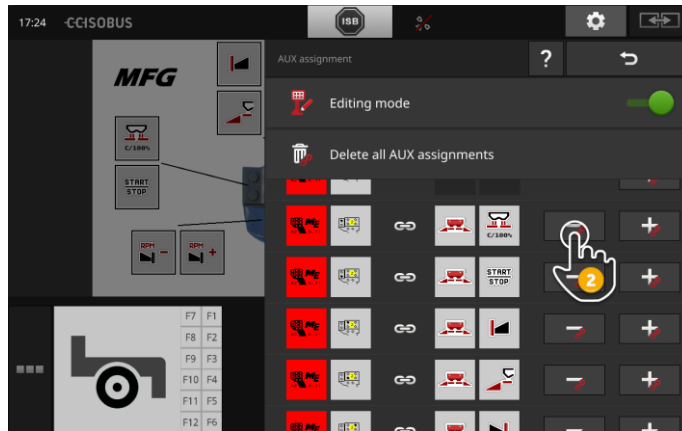 17:24
CCISOBUS
ISB
AUX assignment
?
MFG
Editing mode
C/100%
Delete all AUX assignments
START
STOP
C/100%
RPM
RPM
2
START
STOP
F7 F1
F8 F2
F9 F3
F10 F4
F11 F5
F12 F6